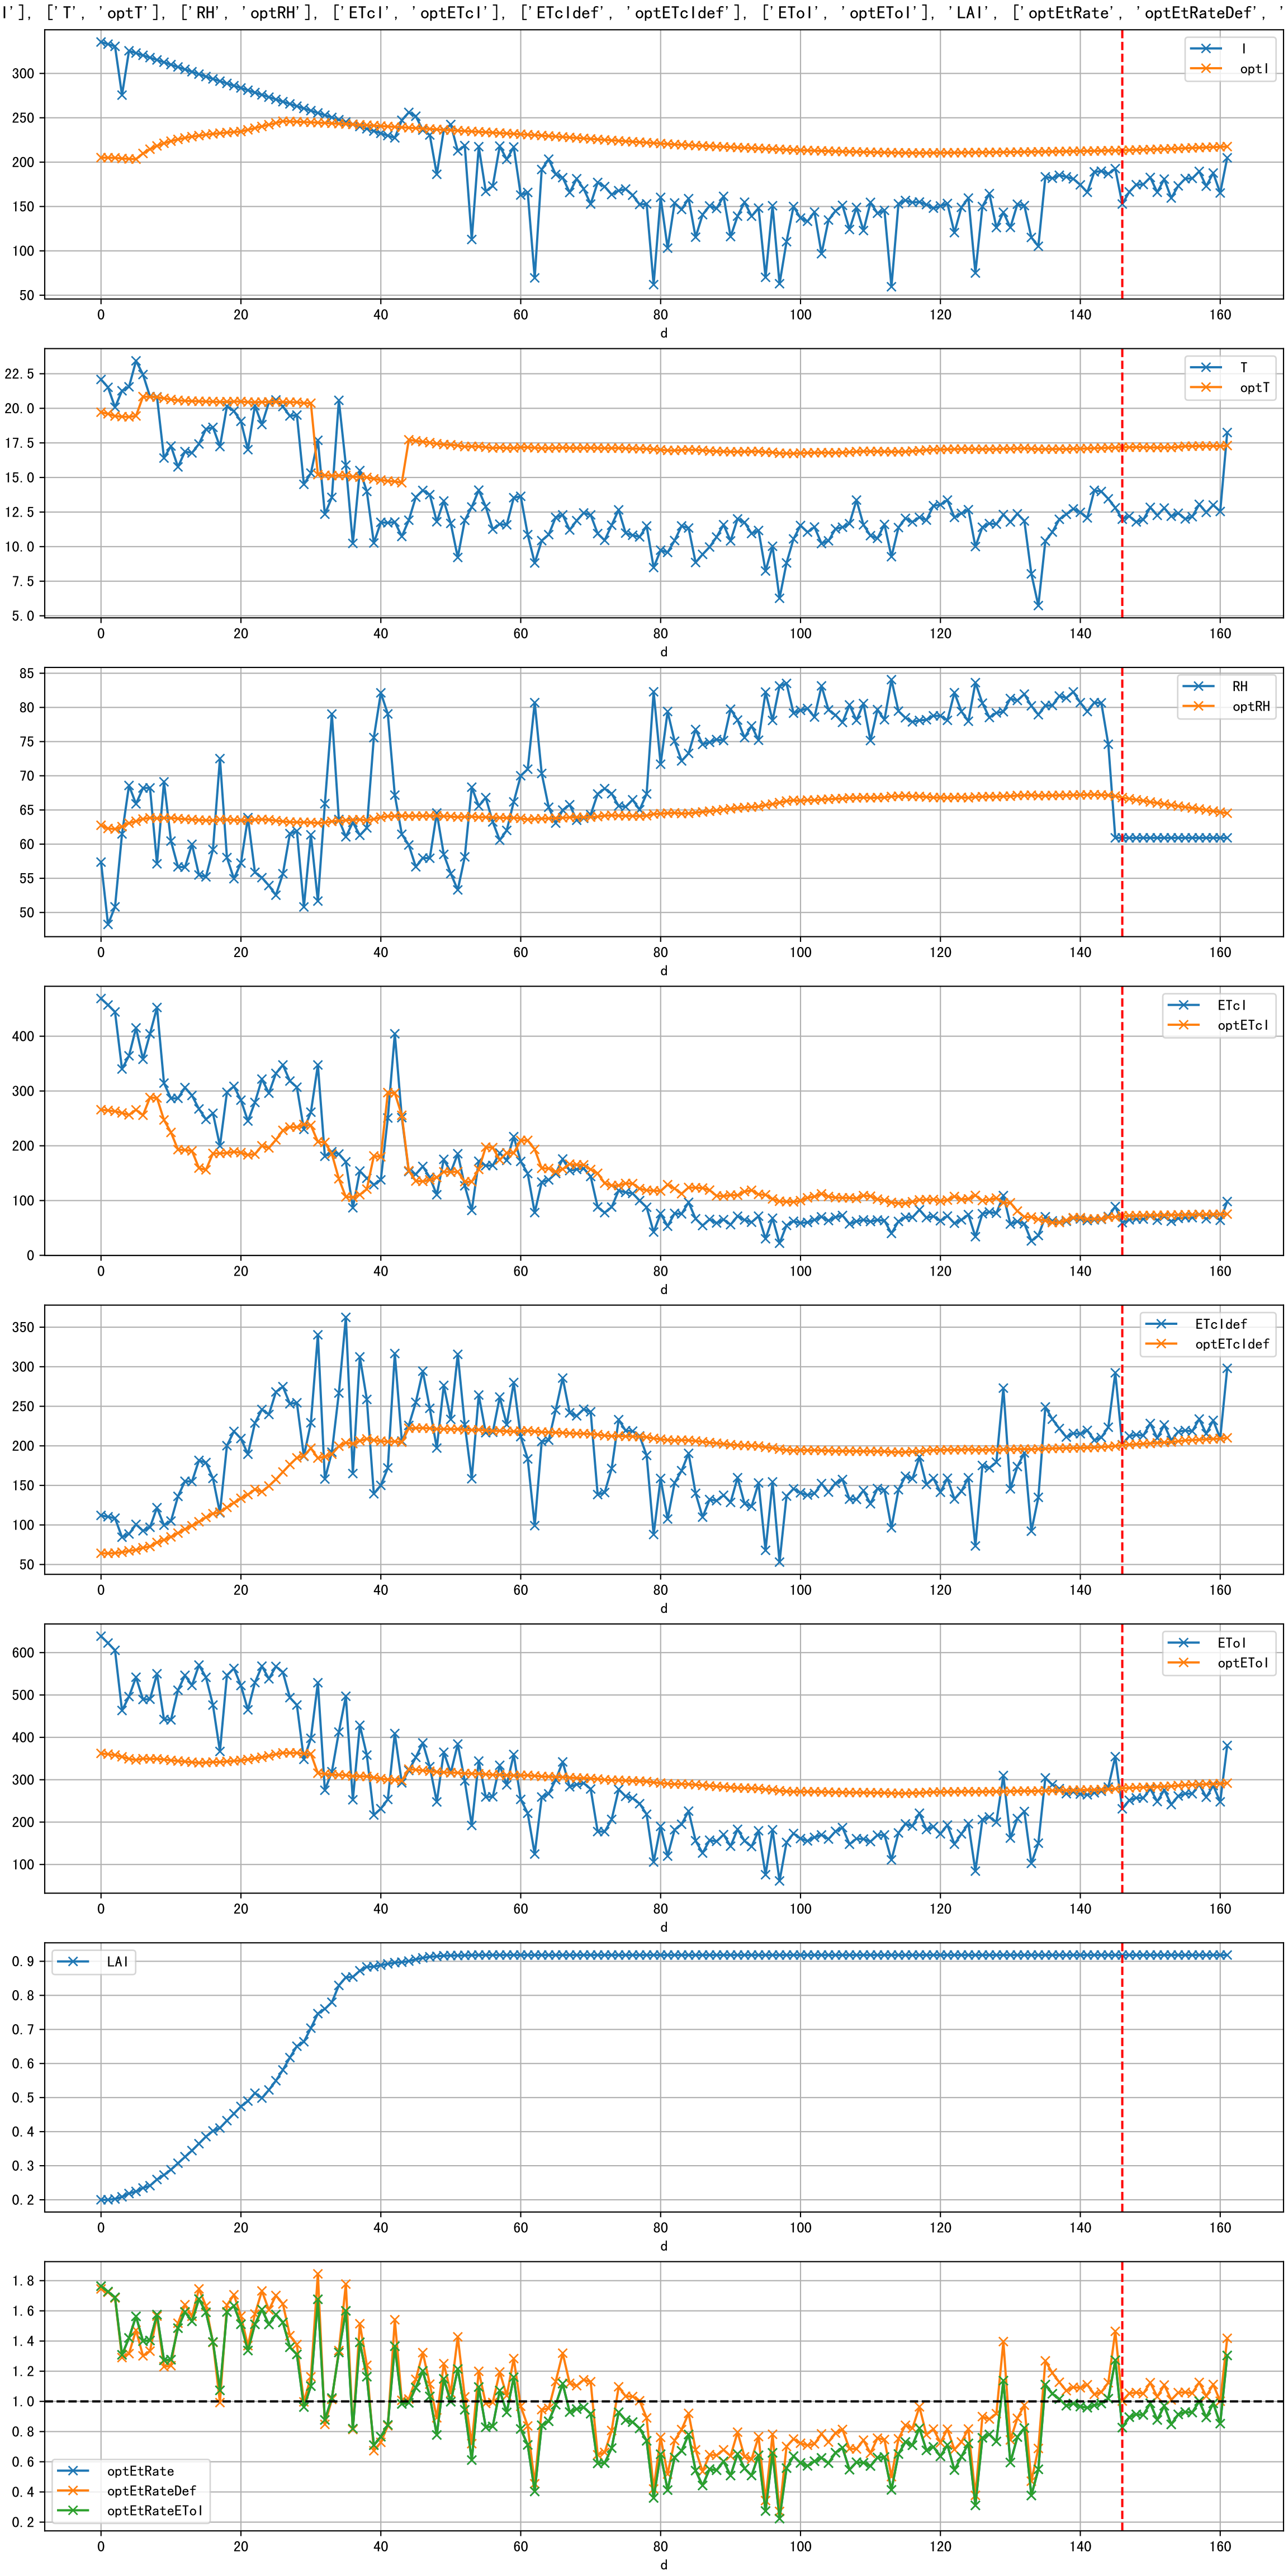 I'], ['T', 'optT'], ['RH', 'optRH'], ['ETcI', 'optETcI'], ['ETcIdef', 'optETcIdef'], ['EToI', 'optEToI'], 'LAI', ['optEtRate', 'optEtRateDef', '
I
optI
300
250
200
150
100
50
0 20 40 60 80 100 120 140 160
d
T
optT
22.5
20.0
17.5
15.0
12.5
10.0
7.5
5.0
0 20 40 60 80 100 120 140 160
d
RH
optRH
85
80
75
70
65
60
55
50
0 20 40 60 80 100 120 140 160
d
ETcI
optETcI
400
300
200
100
0
0 20 40 60 80 100 120 140 160
d
ETcIdef
optETcIdef
350
300
250
200
150
100
50
0 20 40 60 80 100 120 140 160
d
EToI
optEToI
600
500
400
300
200
100
0 20 40 60 80 100 120 140 160
d
LAI
0.9
0.8
0.7
0.6
0.5
0.4
0.3
0.2
0 20 40 60 80 100 120 140 160
d
1.8
1.6
1.4
1.2
1.0
0.8
0.6
0.4
0.2
optEtRate
optEtRateDef
optEtRateEToI
0 20 40 60 80 100 120 140 160
d